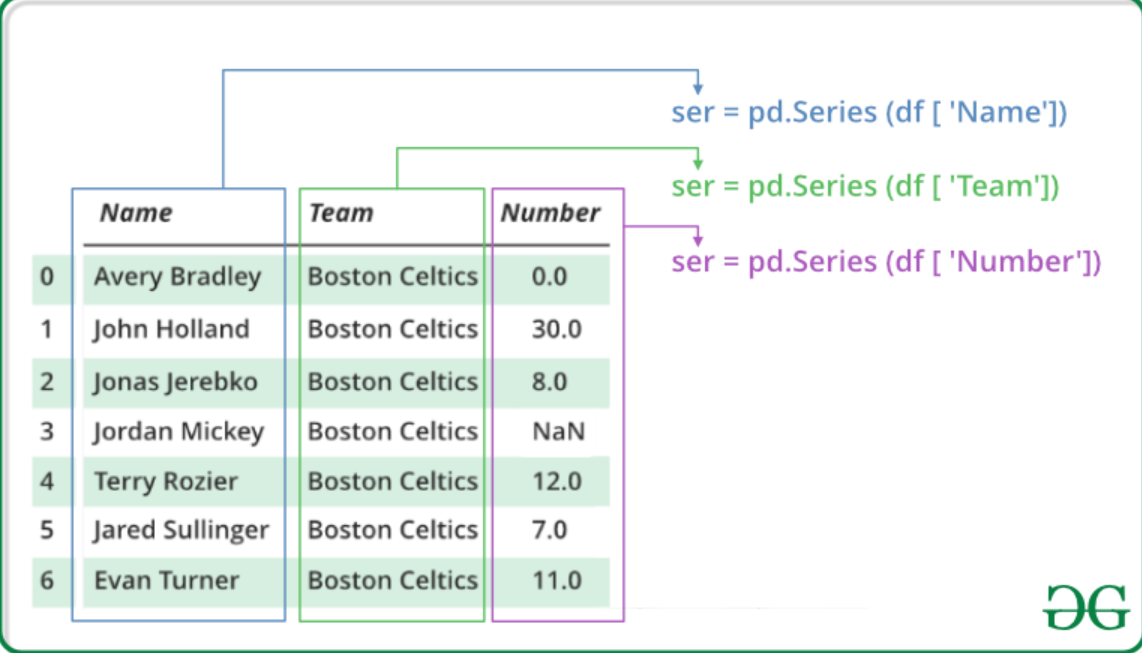 ser = pd.Series (df [ 'Name'])
ser = pd.Series (df [ 'Team'])
ser = pd.Series (df [ 'Number'])
Name Team Number
0 Avery Bradley Boston Celtics 0.0
1 John Holland Boston Celtics 30.0
2 Jonas Jerebko Boston Celtics 8.0
3 Jordan Mickey Boston Celtics NaN
4 Terry Rozier Boston Celtics 12.0
5 Jared Sullinger Boston Celtics 7.0
6 Evan Turner Boston Celtics 11.0